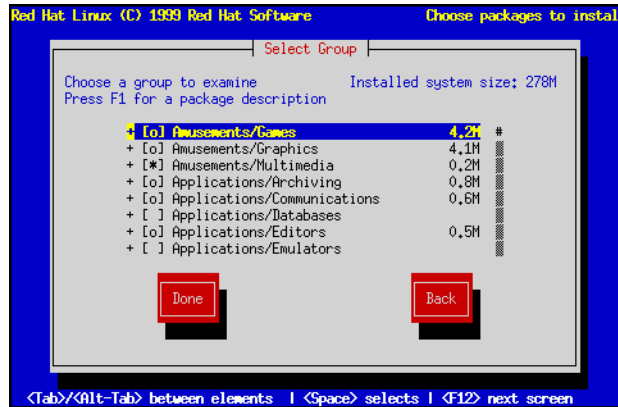 Red Hat Linux (C) 1999 Red Hat Software Choose packages to instal
Select Group
Choose a group to examine Installed system size: 278M
Press F1 for a package description
+ [o] Amusements/Games 4.2M #
+ [o] Amusements/Graphics 4.1M
+ [*] Amusements/Multimedia 0.2M
+ [o] Applications/Archiving 0.8M
+ [o] Applications/Communications 0.6M
+ [ ] Applications/Databases
+ [o] Applications/Editors 0.5M
+ [ ] Applications/Emulators
Done Back
<Tab>/<Alt-Tab> between elements | <Space> selects | <F12> next screen